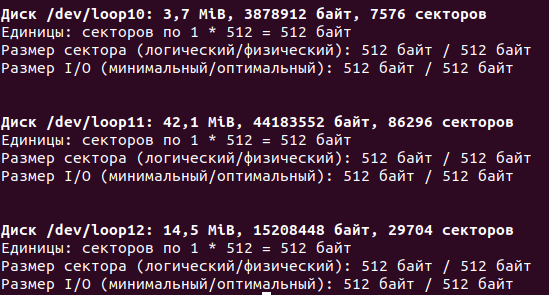 Диск /dev/loop10: 3,7 MiB, 3878912 байт, 7576 секторов
Единицы: секторов по 1 * 512 = 512 байт
Размер сектора (логический/физический): 512 байт / 512 байт
Размер I/O (минимальный/оптимальный): 512 байт / 512 байт
Диск /dev/loop11: 42,1 MiB, 44183552 байт, 86296 секторов
Единицы: секторов по 1 * 512 = 512 байт
Размер сектора (логический/физический): 512 байт / 512 байт
Размер I/O (минимальный/оптимальный): 512 байт / 512 байт
Диск /dev/loop12: 14,5 MiB, 15208448 байт, 29704 секторов
Единицы: секторов по 1 * 512 = 512 байт
Размер сектора (логический/физический): 512 байт / 512 байт
Размер I/O (минимальный/оптимальный): 512 байт / 512 байт